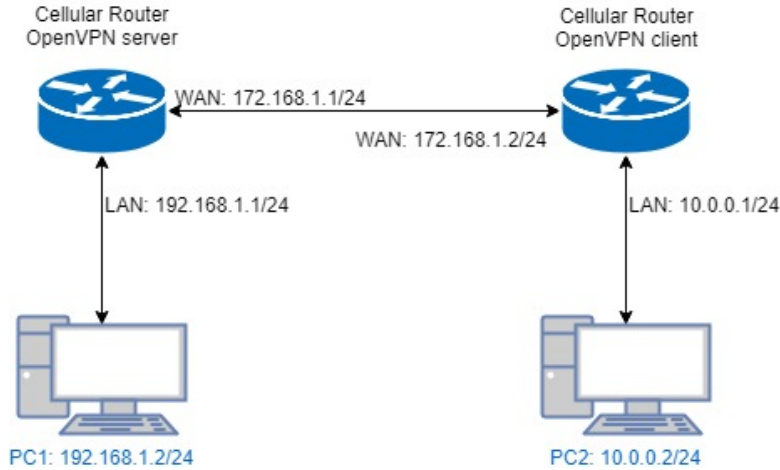 Cellular Router
OpenVPN server
Cellular Router
OpenVPN client
WAN: 172.168.1.1/24
WAN: 172.168.1.2/24
LAN: 192.168.1.1/24
LAN: 10.0.0.1/24
PC1: 192.168.1.2/24
PC2: 10.0.0.2/24